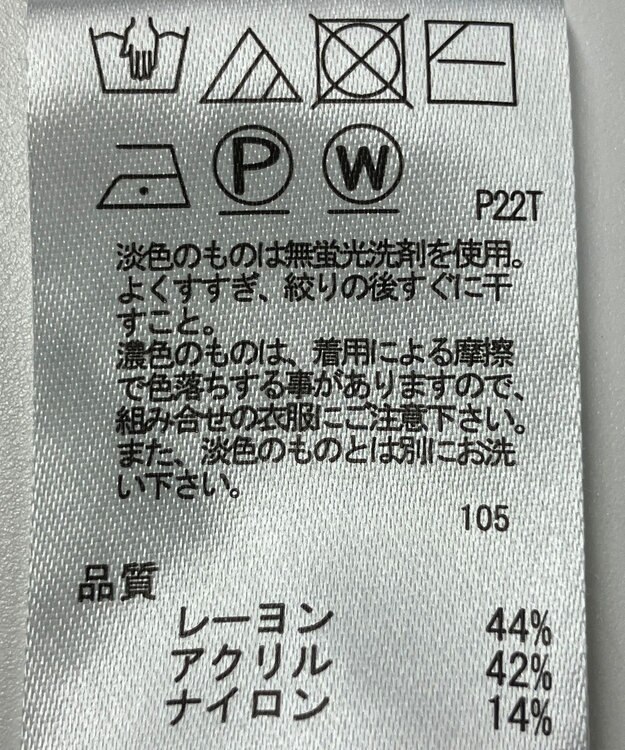 P W
P22T
淡色のものは無蛍光洗剤を使用。
よくすすぎ、絞りの後すぐに干
すこと。
濃色のものは、着用による摩擦
で色落ちする事がありますので、
組み合せの衣服にご注意下さい。
また、淡色のものとは別にお洗
い下さい。
105
品質
レーヨン 44%
アクリル 42%
ナイロン 14%